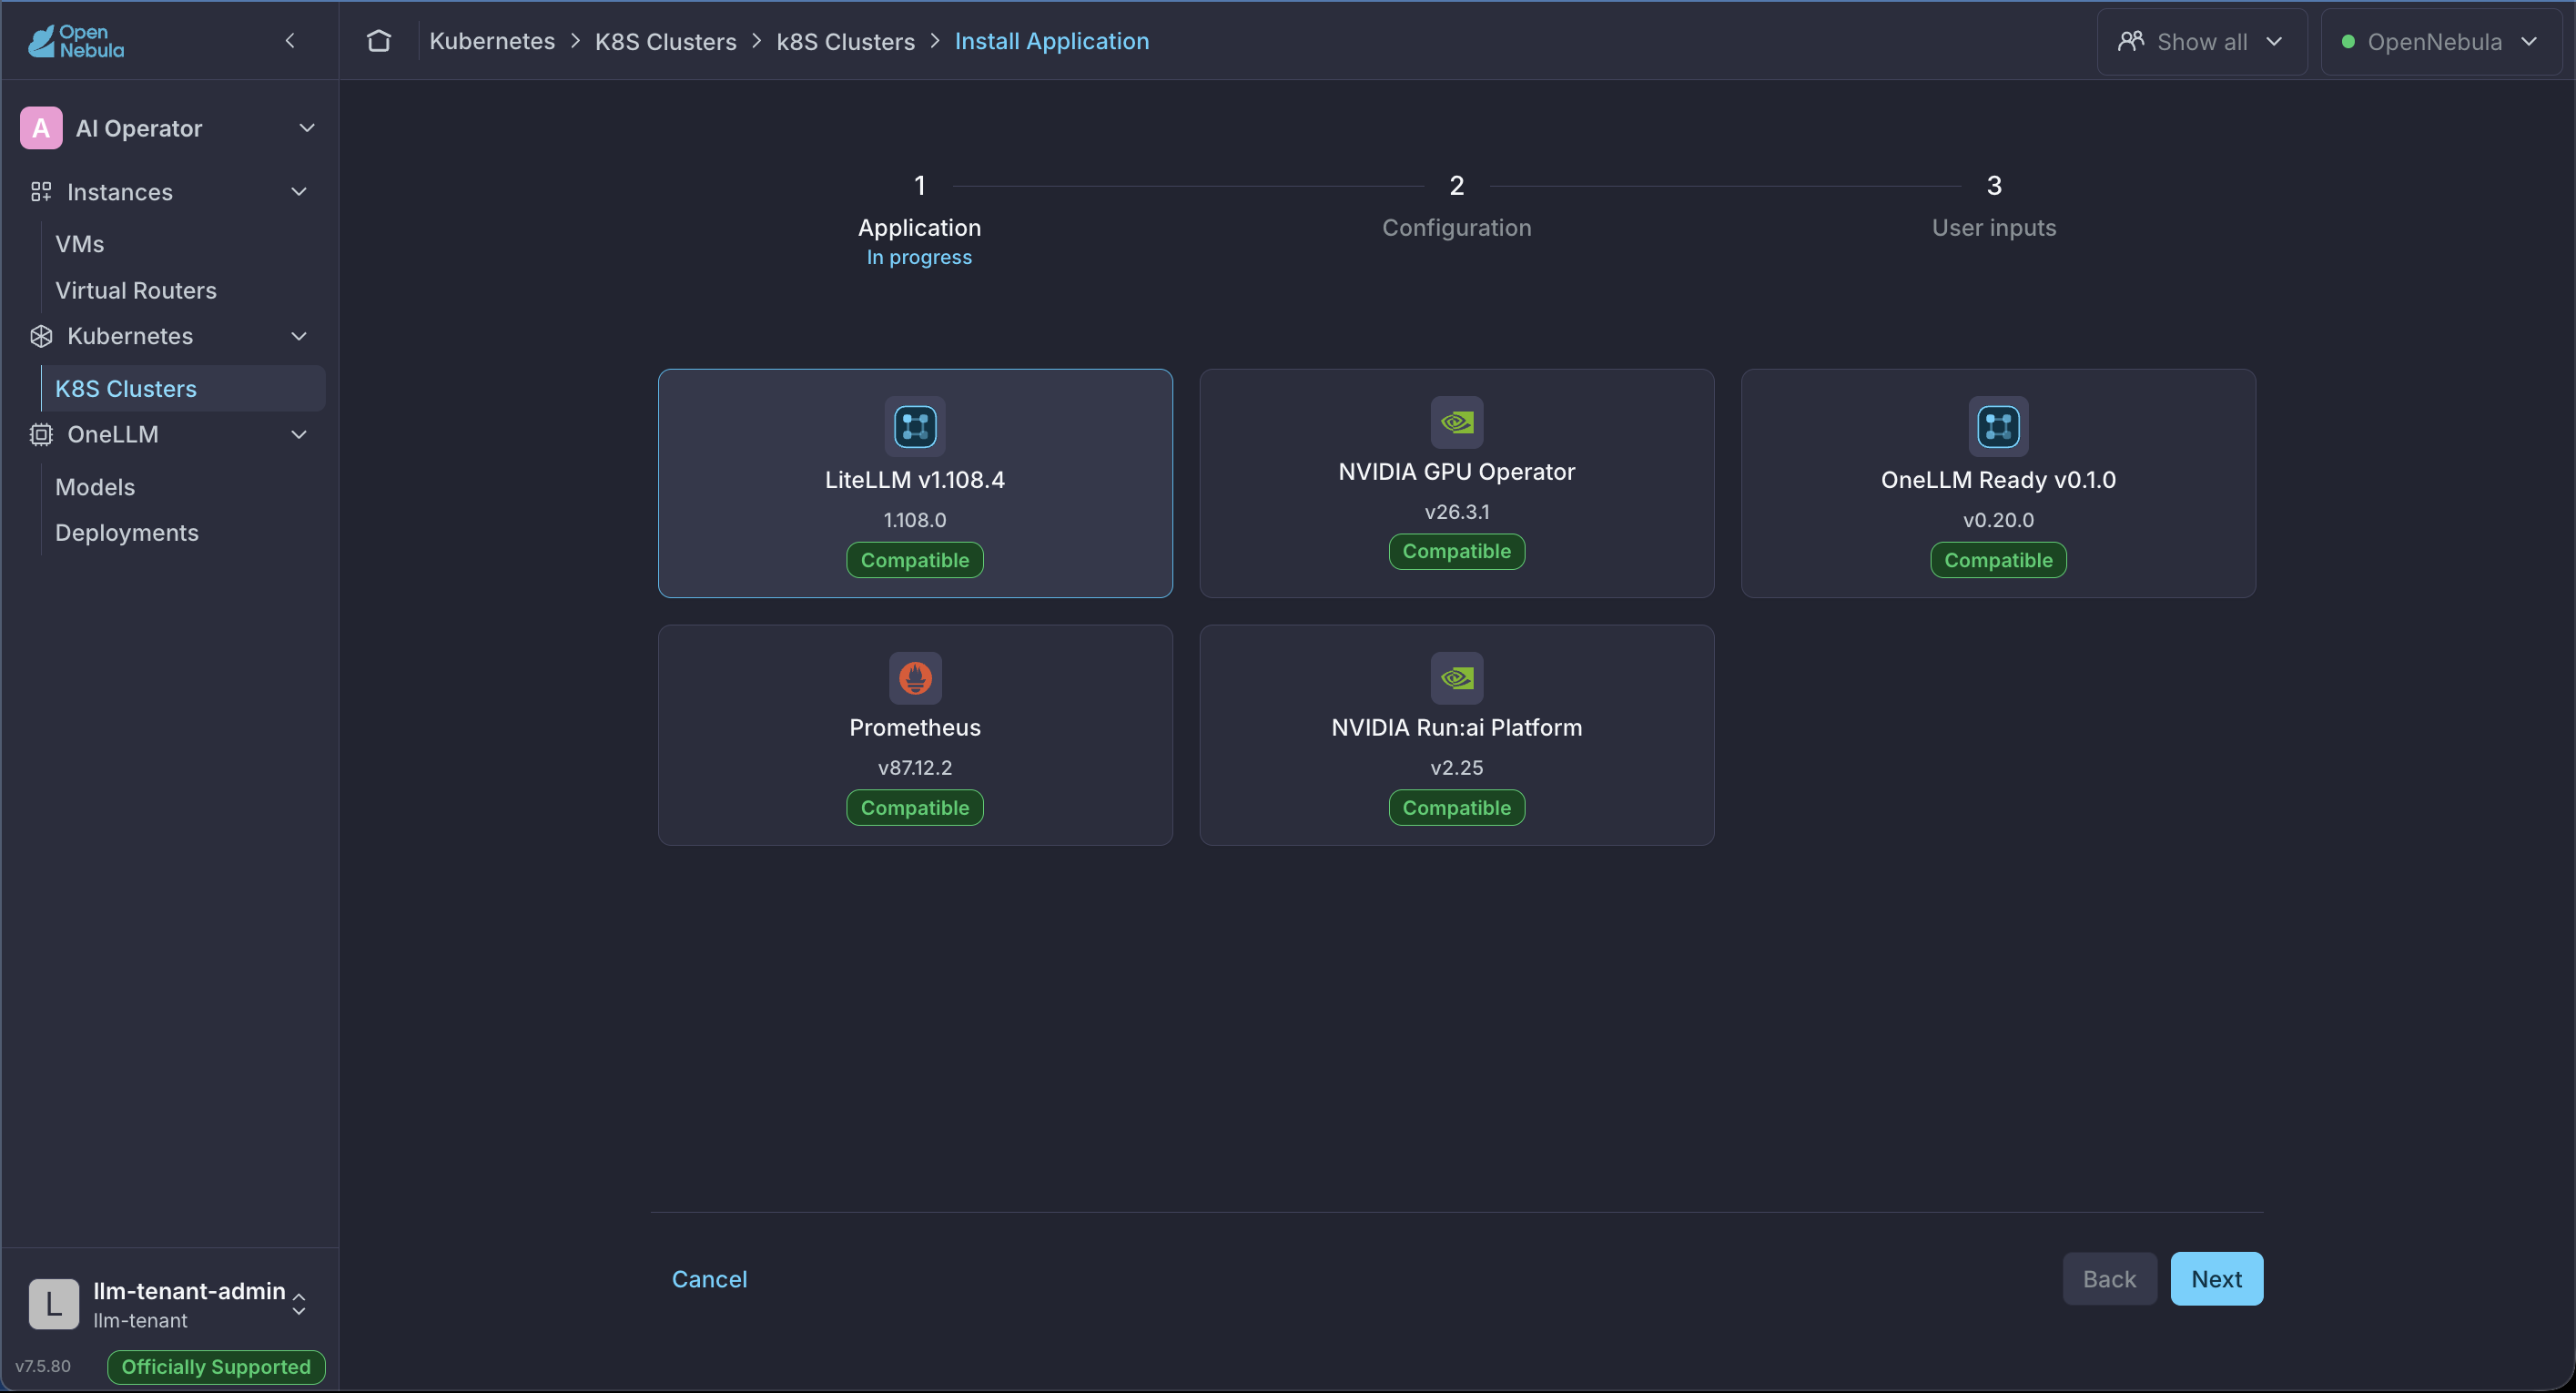 Open
Nebula
Kubernetes > K8S Clusters > k8S Clusters > Install Application
Show all
OpenNebula
A
AI Operator
Instances
VMs
Virtual Routers
Kubernetes
K8S Clusters
OneLLM
Models
Deployments
1
2
3
Application
Configuration
User inputs
In progress
LiteLLM v1.108.4
1.108.0
Compatible
NVIDIA GPU Operator
v26.3.1
Compatible
OneLLM Ready v0.1.0
v0.20.0
Compatible
Prometheus
v87.12.2
Compatible
NVIDIA Run:ai Platform
v2.25
Compatible
Cancel
Back
Next
L
llm-tenant-admin
llm-tenant
v7.5.80
Officially Supported